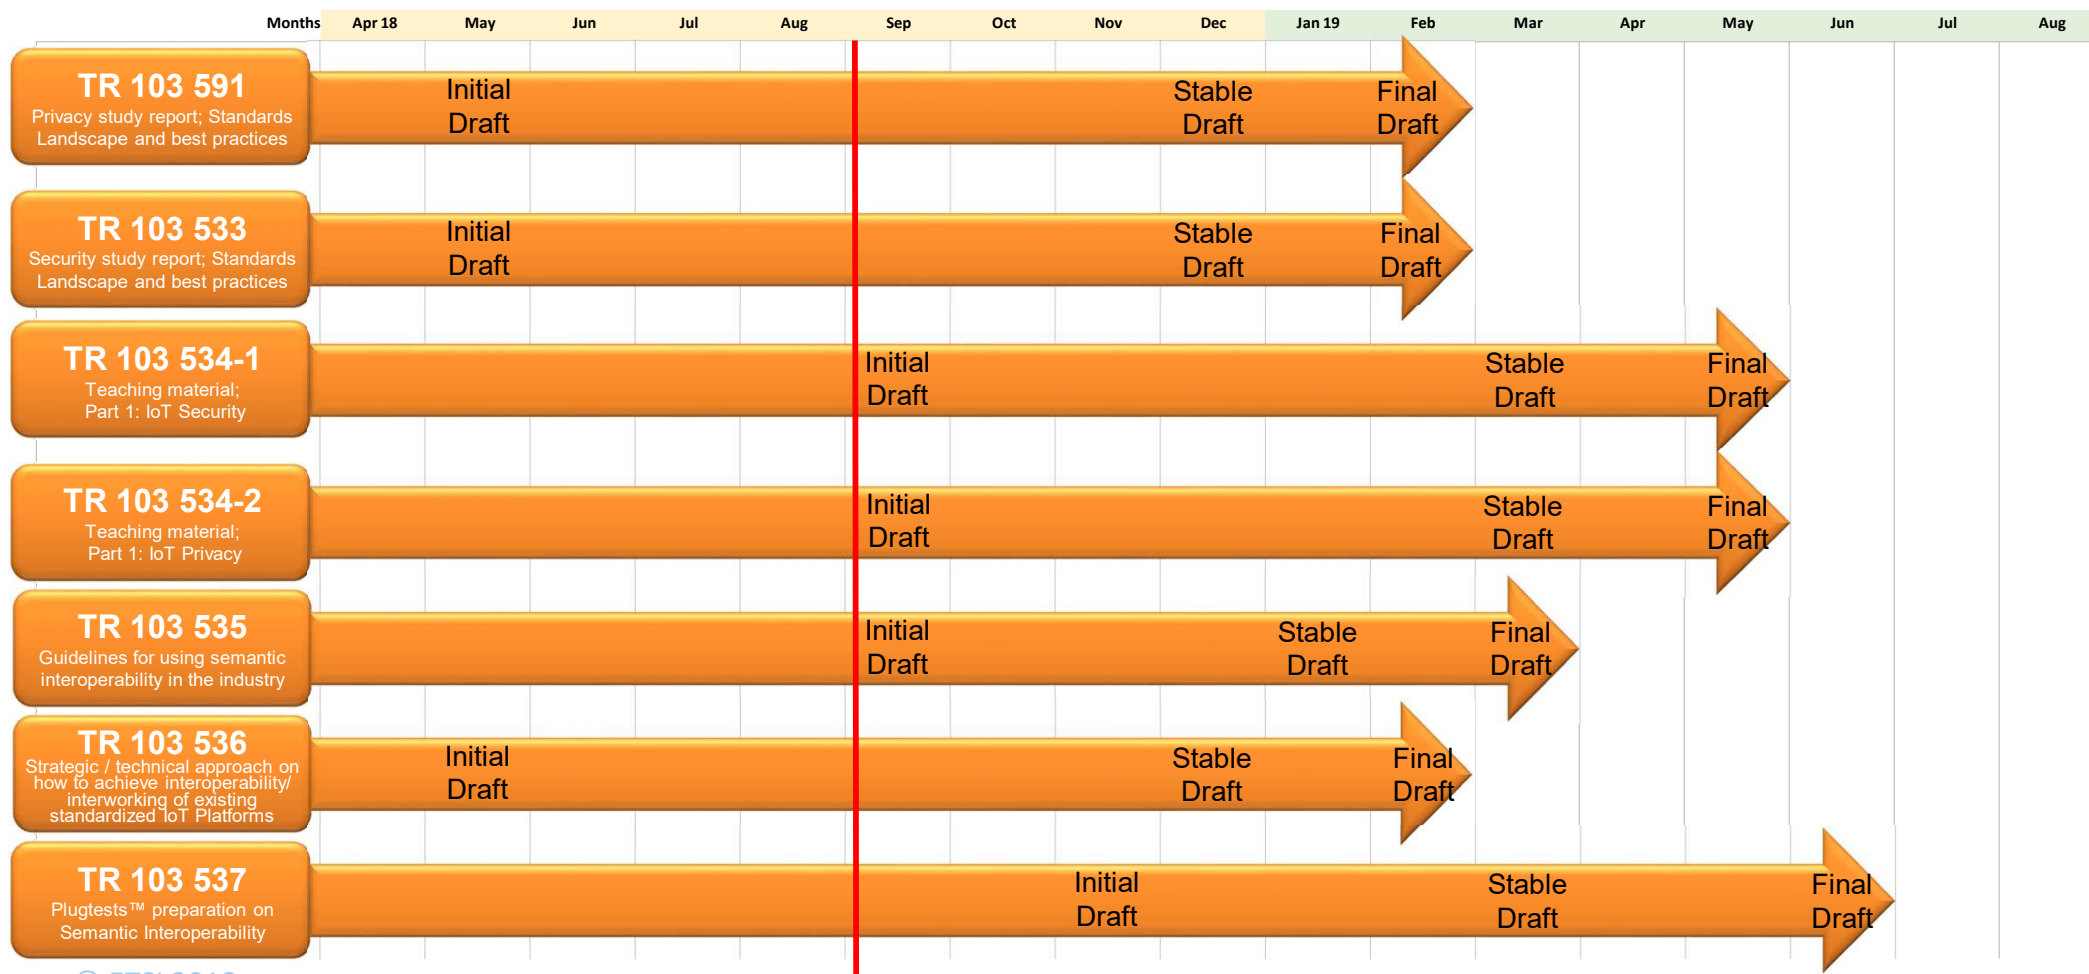 Months Apr 18 May Jun Jul Aug Sep Oct Nov Dec Jan 19 Feb Mar Apr May Jun Jul Aug
TR 103 591
Privacy study report; Standards
Landscape and best practices
Initial
Draft
Stable
Draft
Final
Draft
TR 103 533
Security study report; Standards
Landscape and best practices
Initial
Draft
Stable
Draft
Final
Draft
TR 103 534-1
Teaching material;
Part 1: IoT Security
Initial
Draft
Stable
Draft
Final
Draft
TR 103 534-2
Teaching material;
Part 1: IoT Privacy
Initial
Draft
Stable
Draft
Final
Draft
TR 103 535
Guidelines for using semantic
interoperability in the industry
Initial
Draft
Stable
Draft
Final
Draft
TR 103 536
Strategic / technical approach on
how to achieve interoperability/
interworking of existing
standardized IoT Platforms
Initial
Draft
Stable
Draft
Final
Draft
TR 103 537
Plugtests™ preparation on
Semantic Interoperability
Initial
Draft
Stable
Draft
Final
Draft